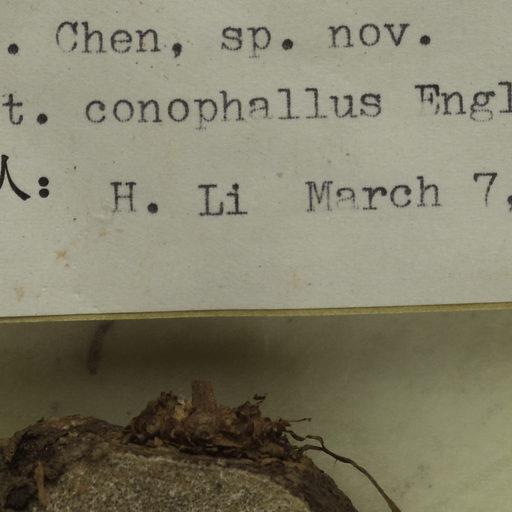 . Chen, sp. nov.
t. conophallus Engl
人: H. Li March 7,